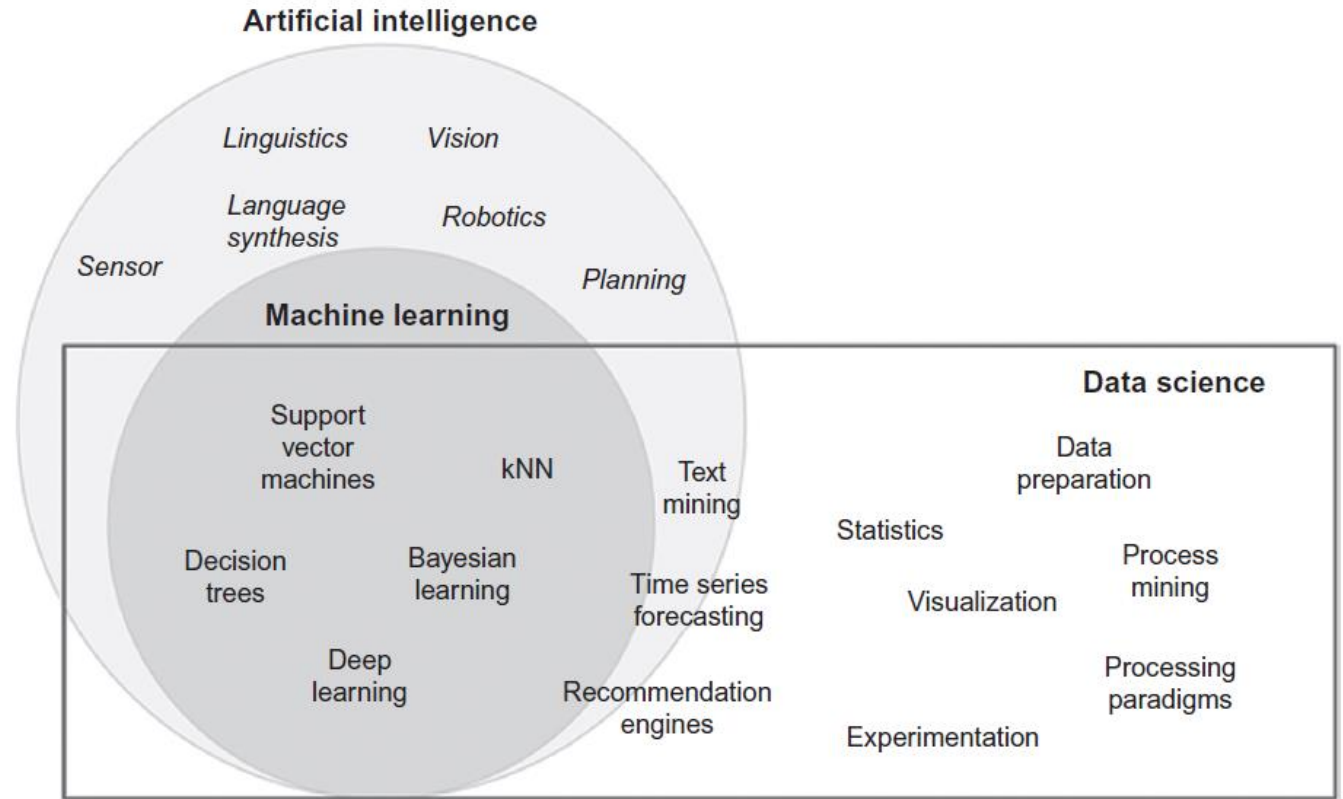 Artificial intelligence
Linguistics
Vision
Language
synthesis
Robotics
Sensor
Planning
Machine learning
Data science
Support
vector
machines
kNN
Text
mining
Data
preparation
Statistics
Decision
trees
Bayesian
learning
Time series
forecasting
Visualization
Process
mining
Deep
learning
Recommendation
engines
Experimentation
Processing
paradigms